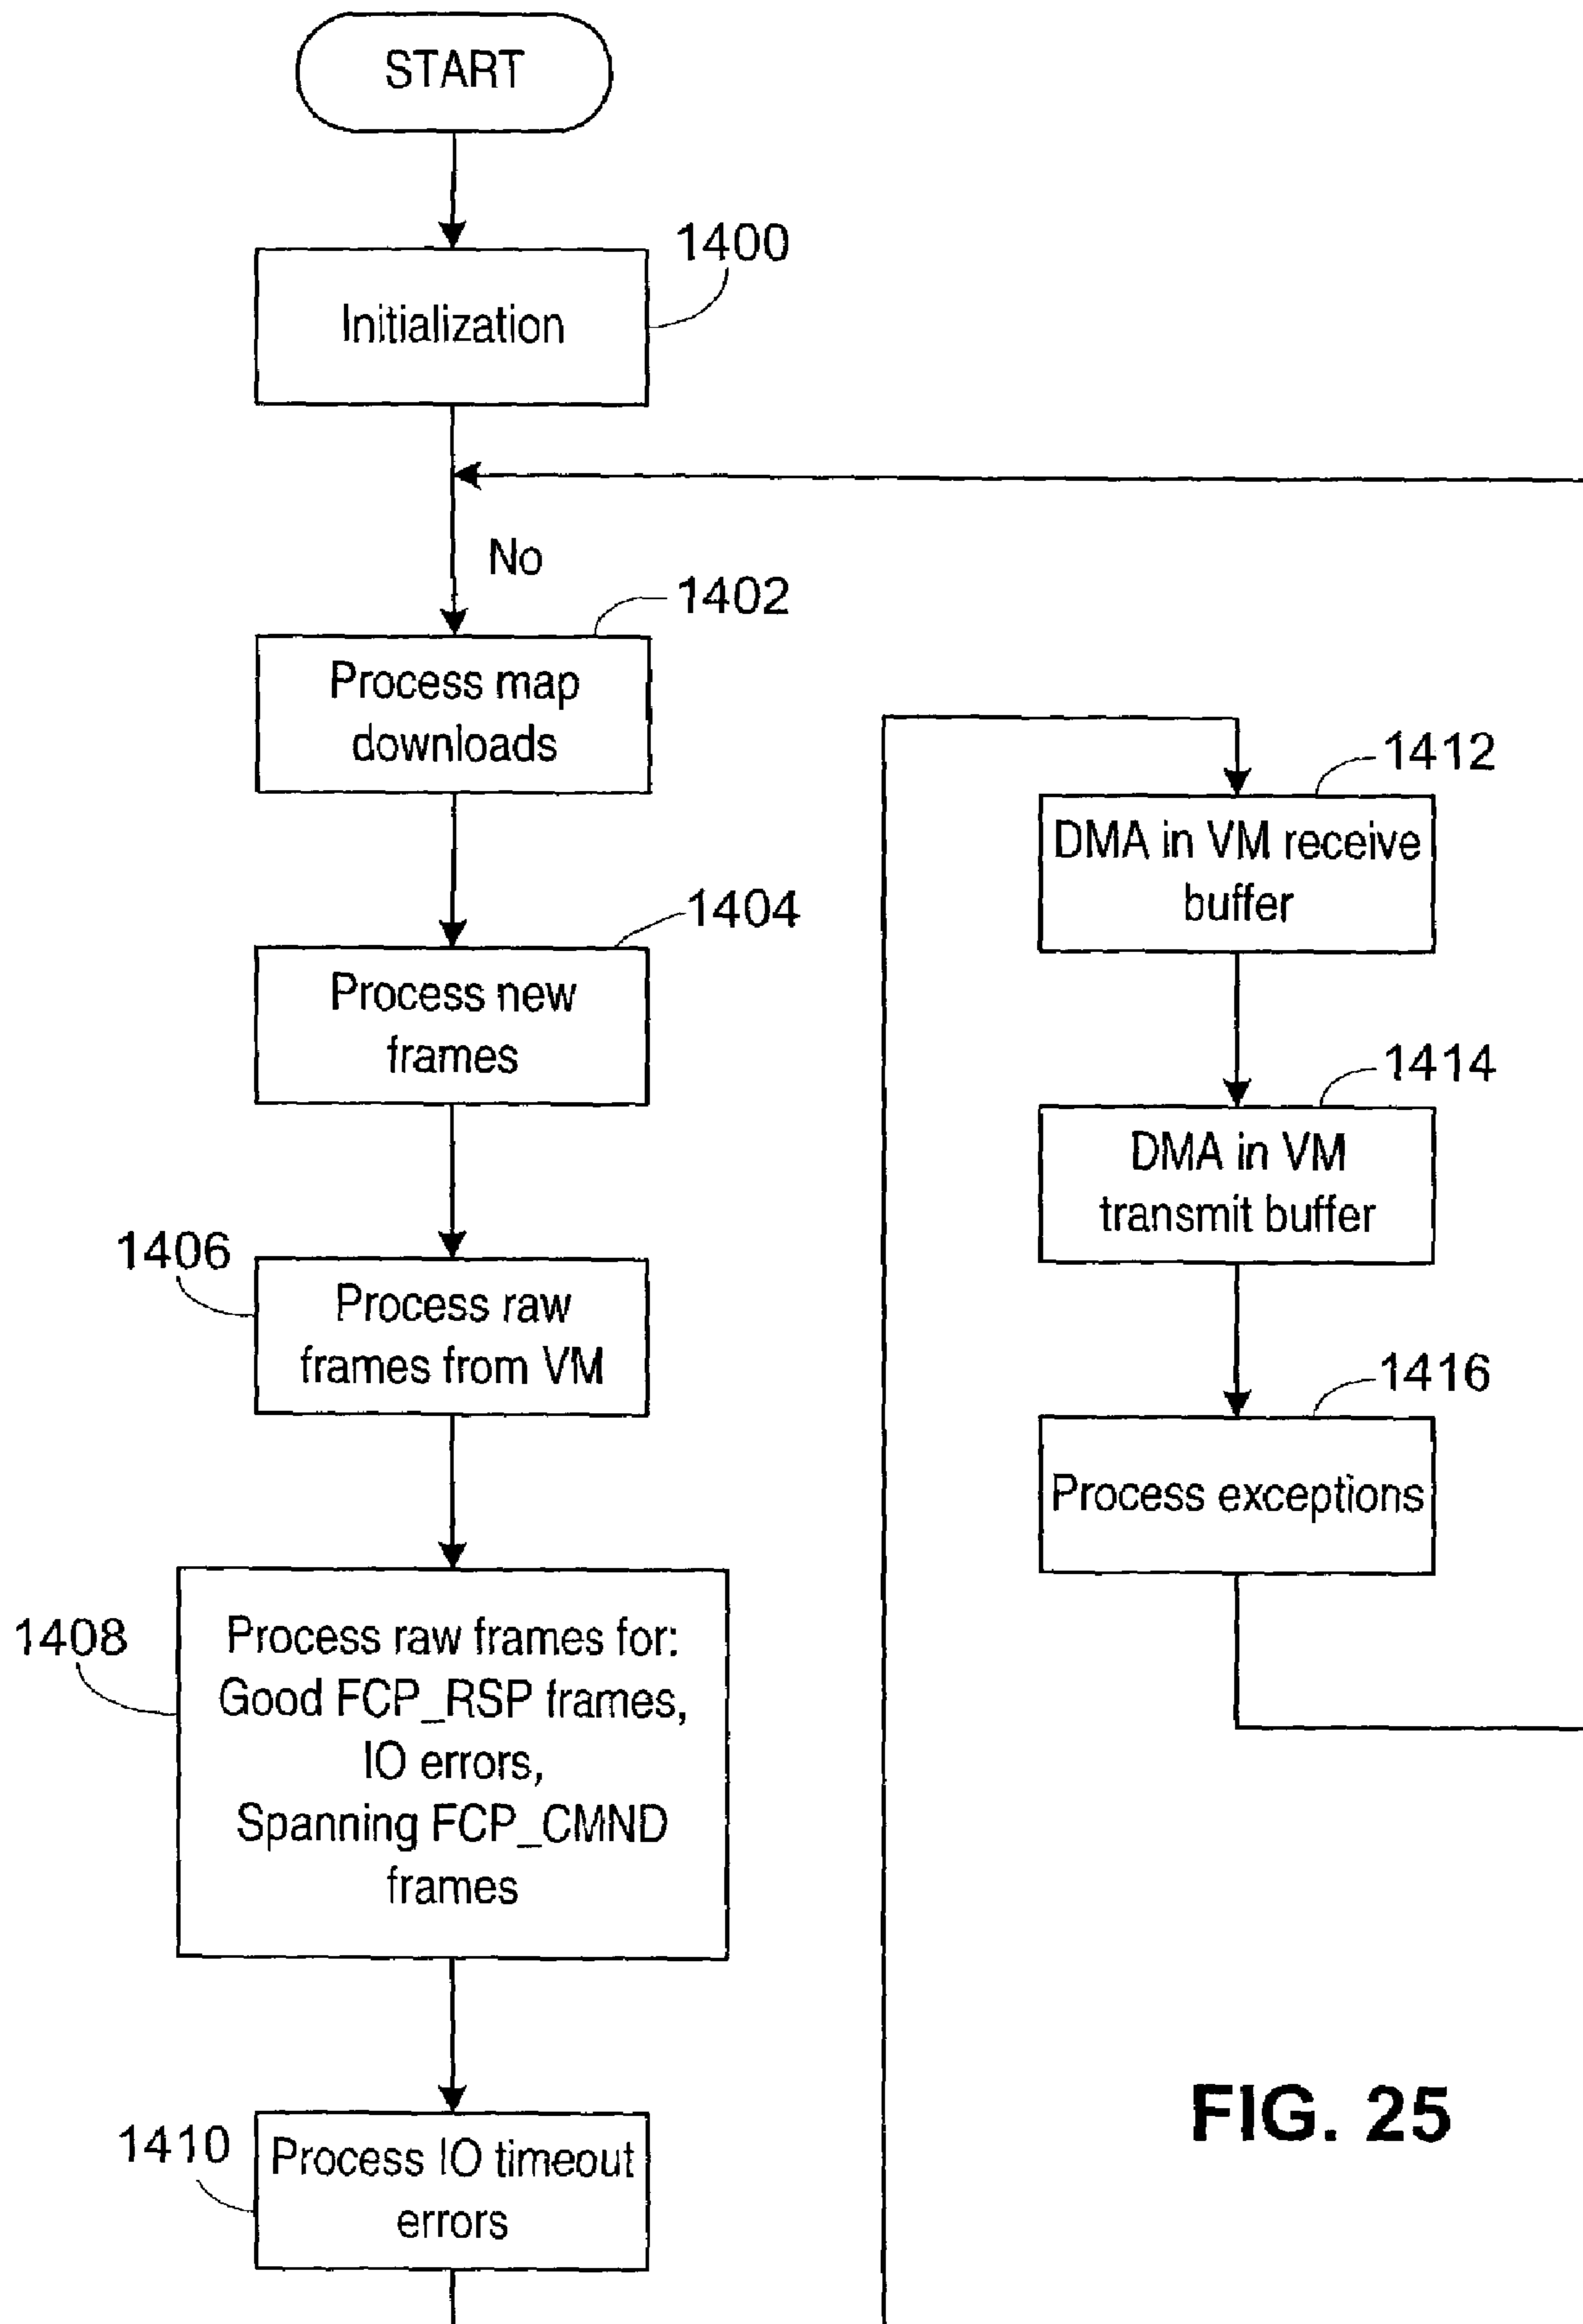 START
1400
Initialization
No
1402
Process map
downloads
1404
Process new
frames
1406
Process raw
frames from VM
1408
Process raw frames for:
Good FCP_RSP frames,
IO errors,
Spanning FCP_CMND
frames
1410
Process IO timeout
errors
1412
DMA in VM receive
buffer
1414
DMA in VM
transmit buffer
1416
Process exceptions
FIG. 25